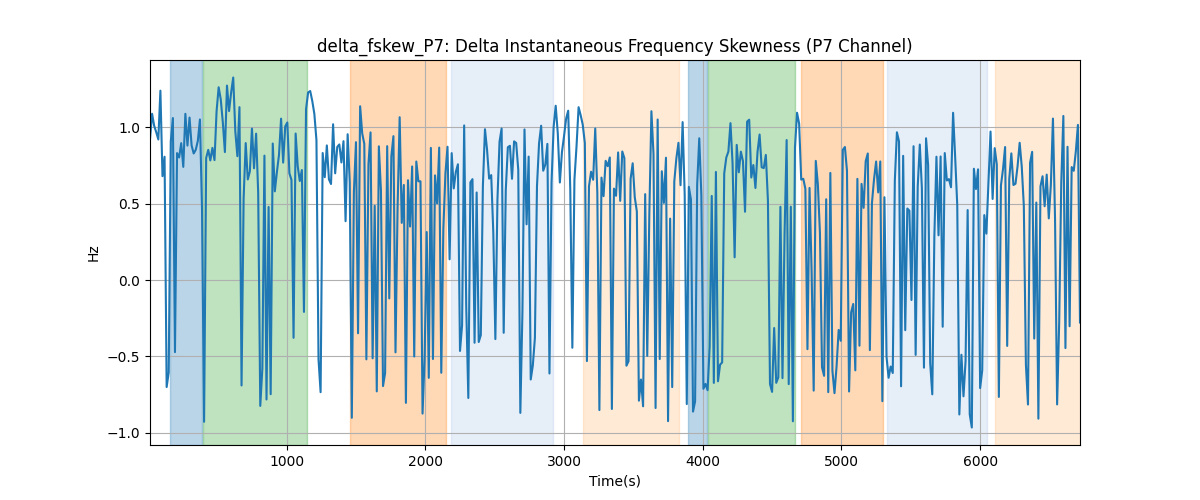 delta_fskew_P7: Delta Instantaneous Frequency Skewness (P7 Channel)
1.0
0.5
0.0
−0.5
−1.0
Hz
1000 2000 3000 4000 5000 6000
Time(s)